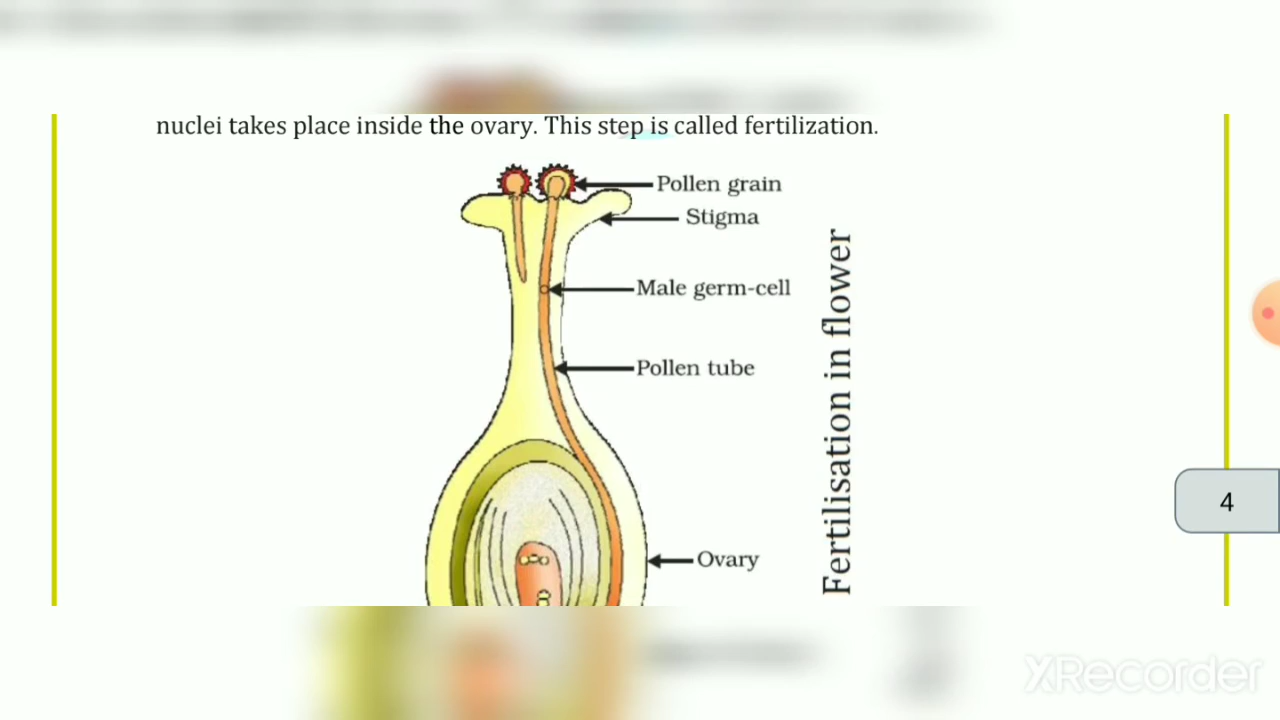 nuclei takes place inside the ovary. This step is called fertilization.
Pollen grain
Stigma
Male germ-cell
Pollen tube
Ovary
Fertilisation in flower
4
XRecorder